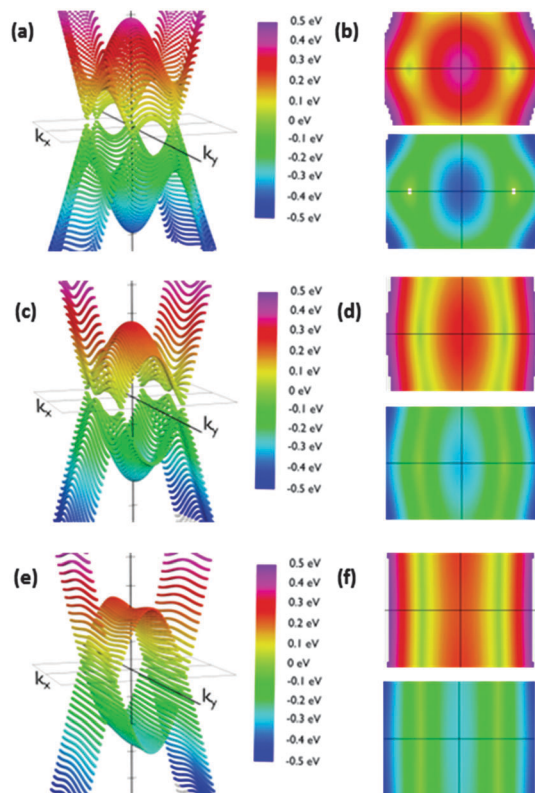 (a)
0.5 eV
0.4 eV
0.3 eV
0.2 eV
0.1 eV
0 eV
-0.1 eV
-0.2 eV
-0.3 eV
-0.4 eV
-0.5 eV
kx
ky
(b)
(c)
0.5 eV
0.4 eV
0.3 eV
0.2 eV
0.1 eV
0 eV
-0.1 eV
-0.2 eV
-0.3 eV
-0.4 eV
-0.5 eV
kx
ky
(d)
(e)
0.5 eV
0.4 eV
0.3 eV
0.2 eV
0.1 eV
0 eV
-0.1 eV
-0.2 eV
-0.3 eV
-0.4 eV
-0.5 eV
kx
ky
(f)